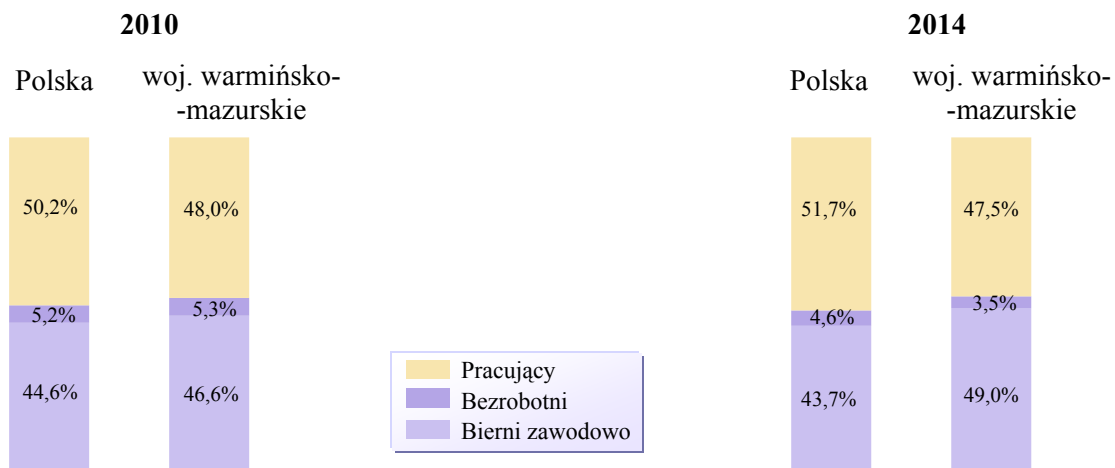 2010
Polska
woj. warmińsko-
-mazurskie
50,2%
48,0%
5,2%
5,3%
44,6%
46,6%
Pracujący
Bezrobotni
Bierni zawodowo
2014
Polska
woj. warmińsko-
-mazurskie
51,7%
47,5%
4,6%
3,5%
43,7%
49,0%